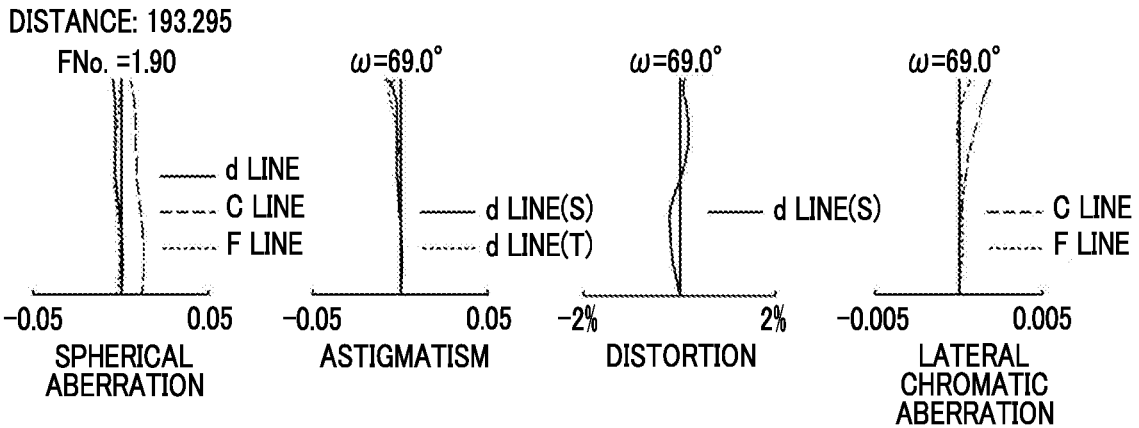 DISTANCE: 193.295
FNo. =1.90
ω=69.0°
ω=69.0°
ω=69.0°
d LINE
C LINE
F LINE
d LINE(S)
d LINE(T)
d LINE(S)
C LINE
F LINE
-0.05 0.05
-0.05 0.05
-2% 2%
-0.005 0.005
SPHERICAL
ABERRATION
ASTIGMATISM
DISTORTION
LATERAL
CHROMATIC
ABERRATION